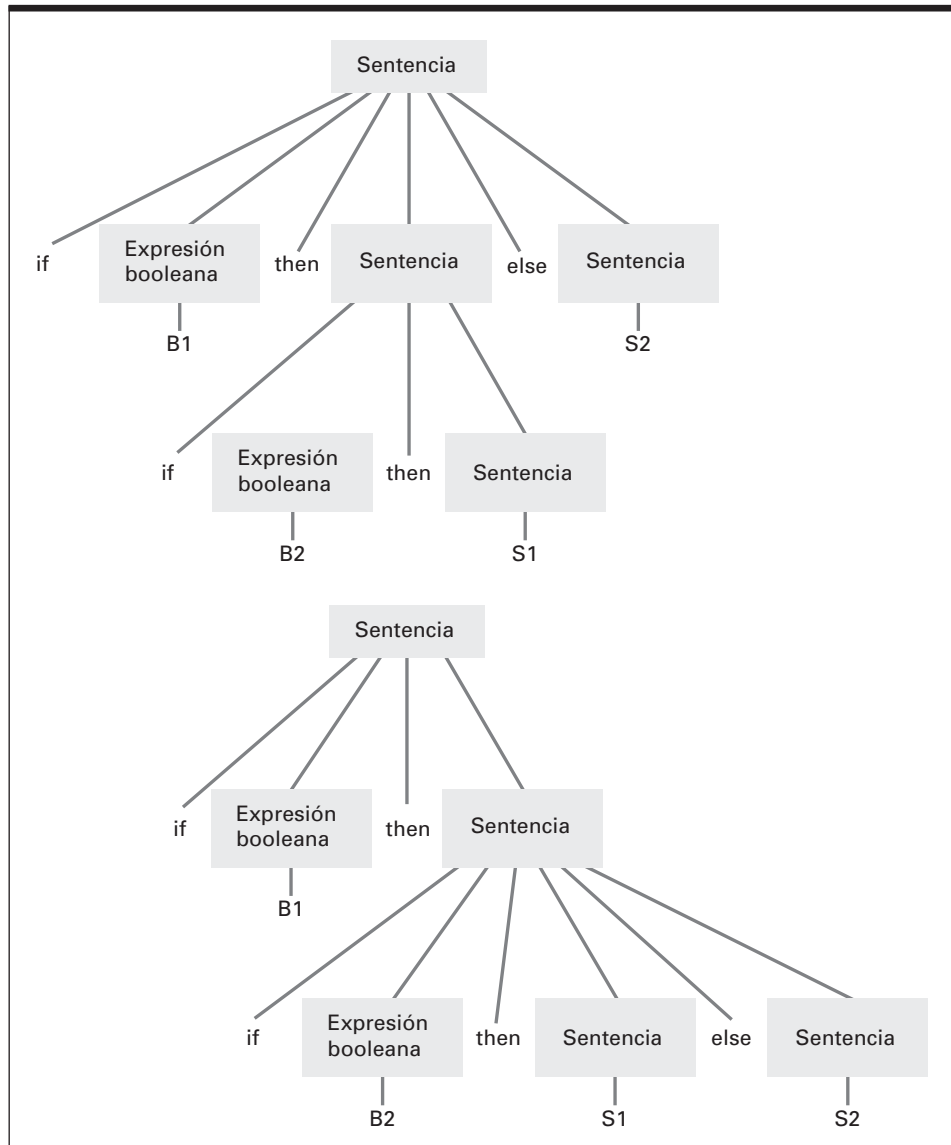 Sentencia
if
Expresión
booleana
then
Sentencia
else
Sentencia
B1
S2
if
Expresión
booleana
then
Sentencia
B2
S1
Sentencia
if
Expresión
booleana
then
Sentencia
B1
if
Expresión
booleana
then
Sentencia
else
Sentencia
B2
S1
S2